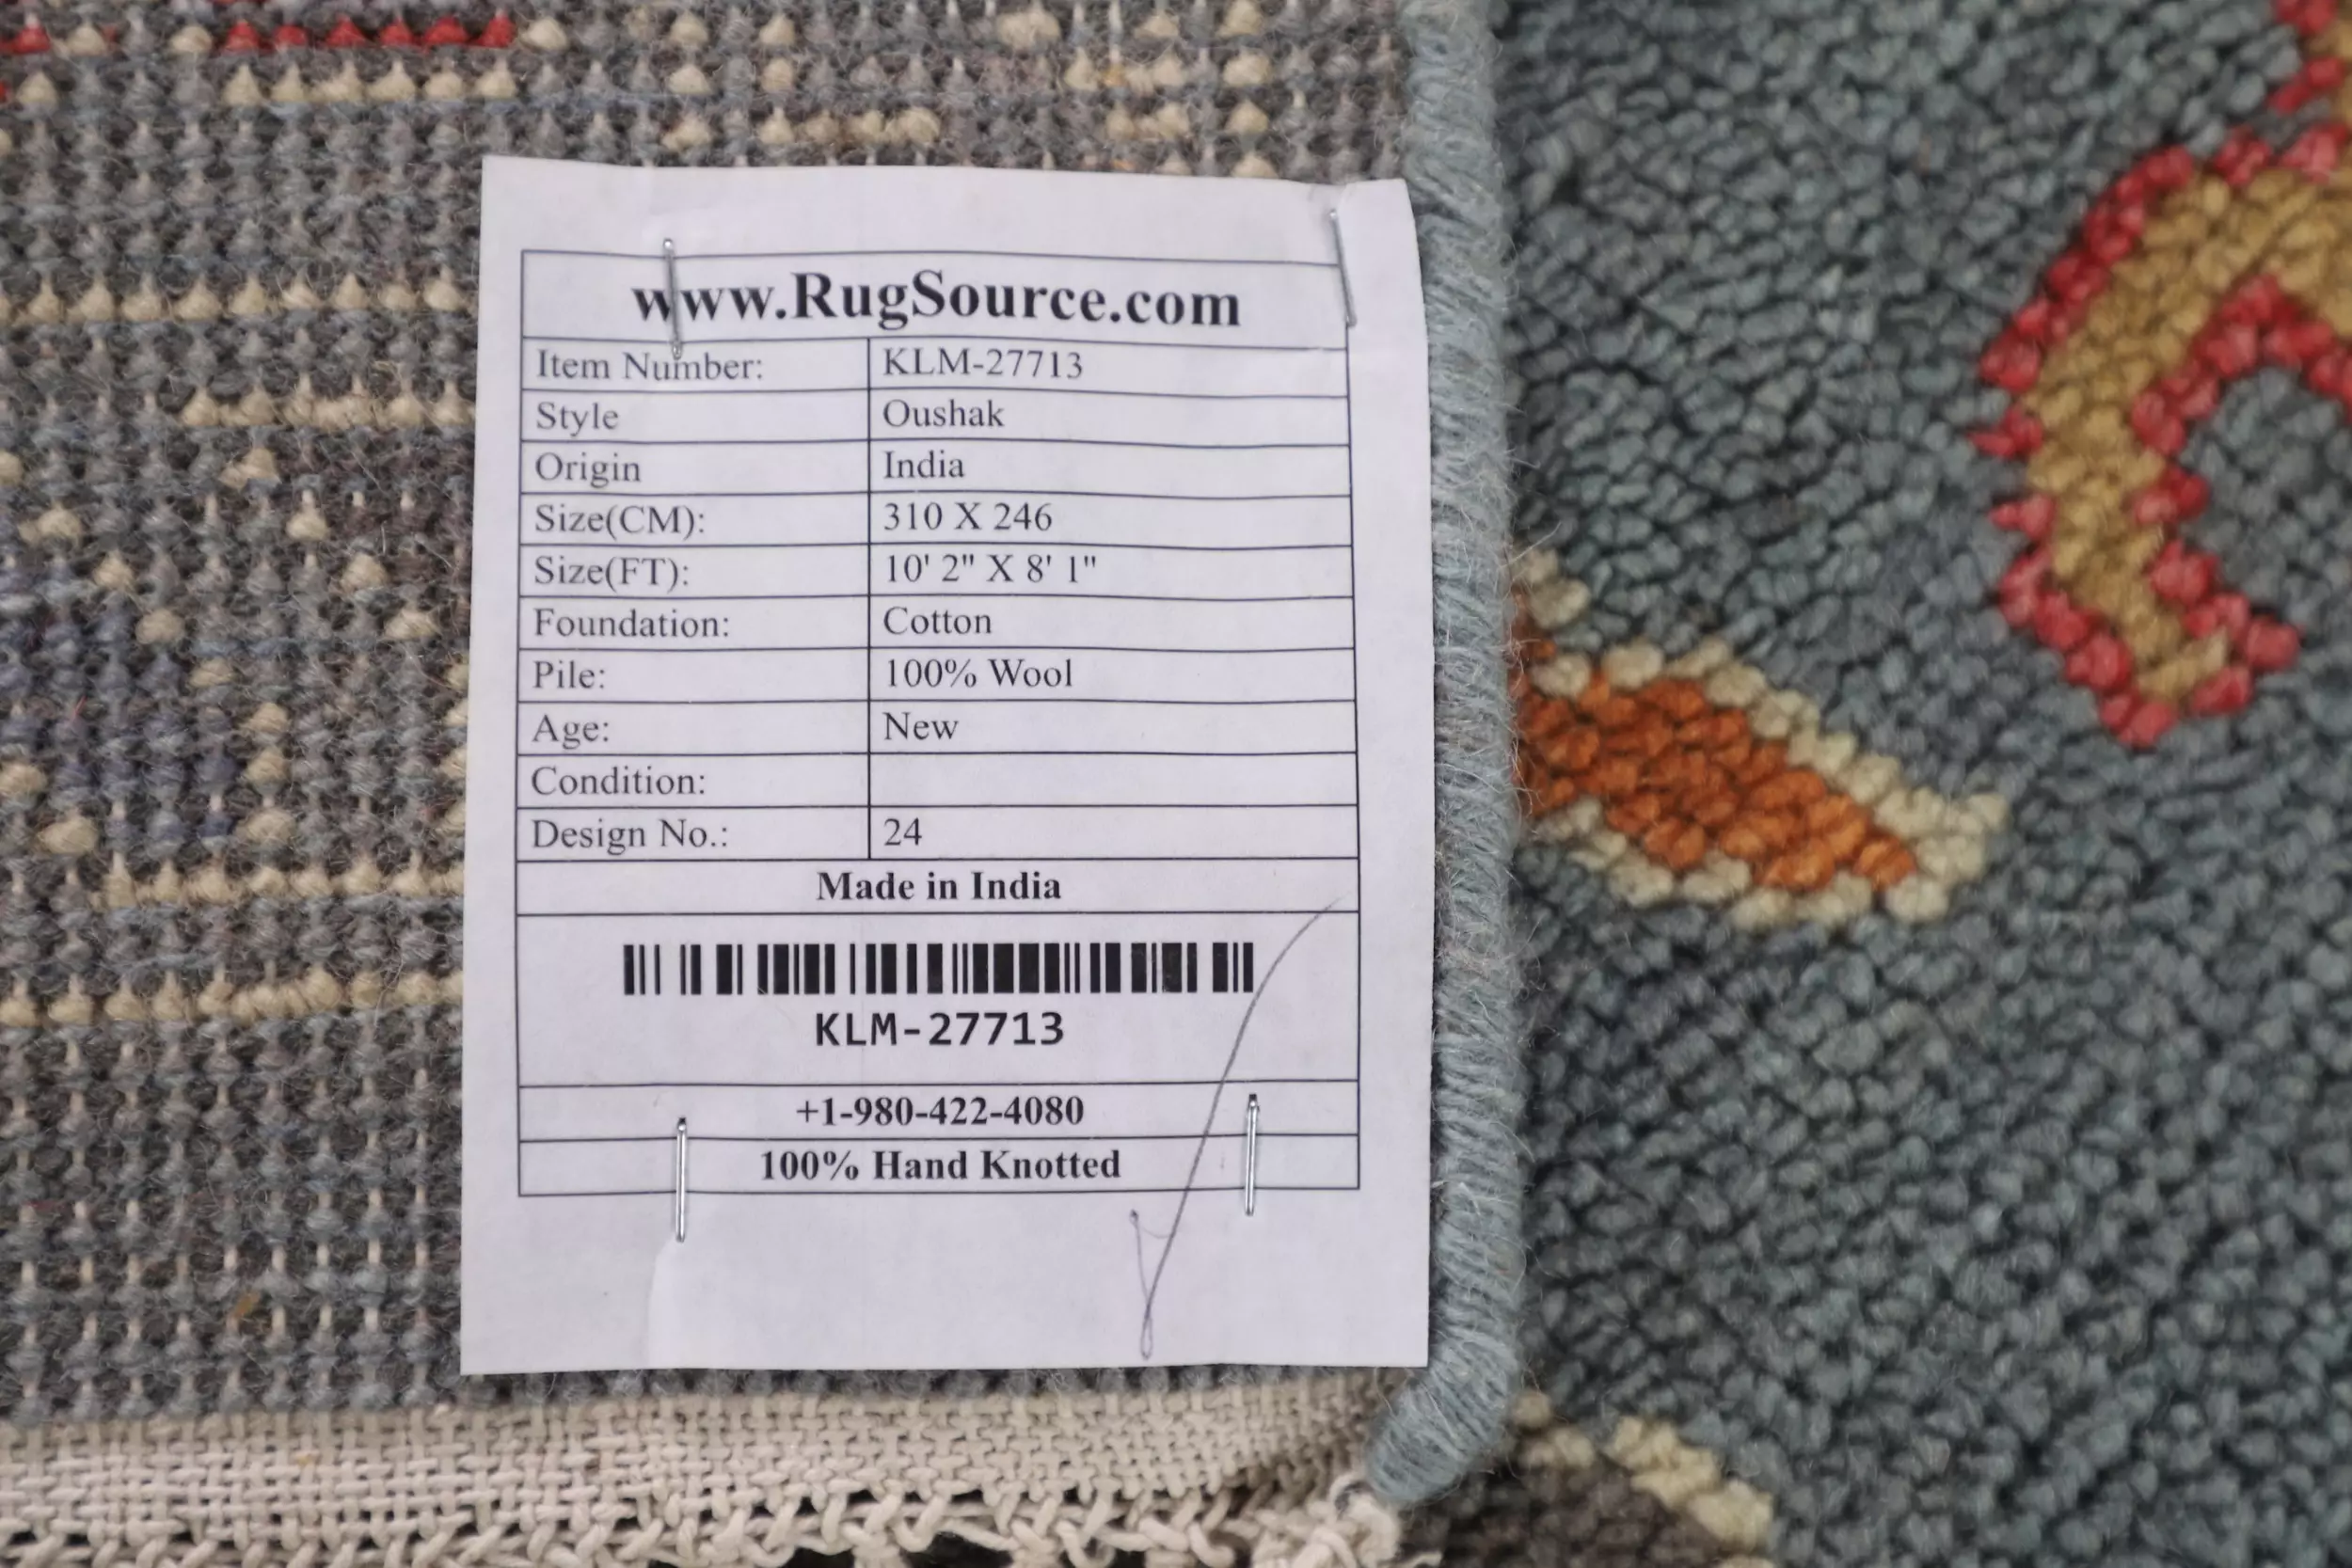 www.RugSource.com
Item Number: KLM-27713
Style Oushak
Origin India
Size(CM): 310 X 246
Size(FT): 10' 2" X 8' 1"
Foundation: Cotton
Pile: 100% Wool
Age: New
Condition:
Design No.: 24
Made in India
KLM-27713
+1-980-422-4080
100% Hand Knotted